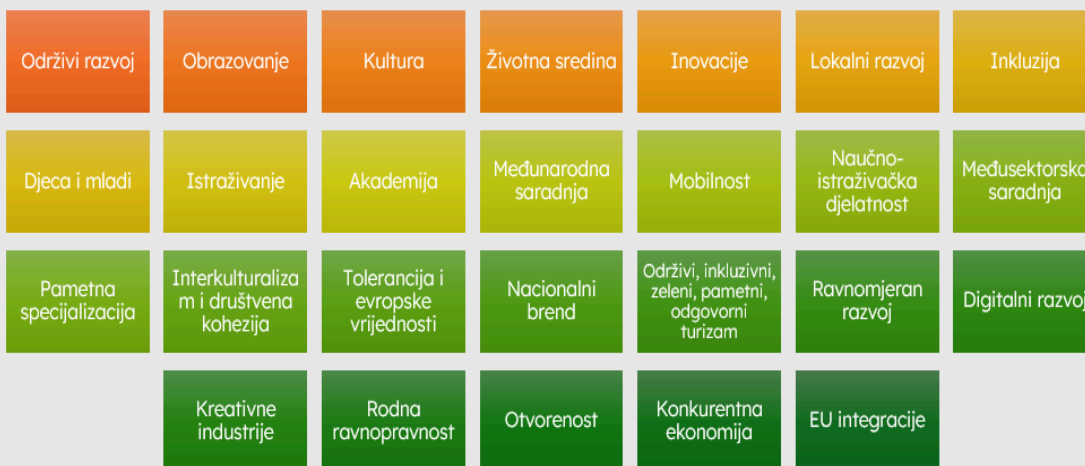 Održivi razvoj
Obrazovanje
Kultura
Životna sredina
Inovacije
Lokalni razvoj
Inkluzija
Djeca i mladi
Istraživanje
Akademija
Međunarodna
saradnja
Mobilnost
Naučno-
istraživačka
djelatnost
Međusektorska
saradnja
Pametna
specijalizacija
Interkulturaliza
m i društvena
kohezija
Tolerancija i
evropske
vrijednosti
Nacionalni
brend
Održivi, inkluzivni,
zeleni, pametni,
odgovorni
turizam
Ravnomjeran
razvoj
Digitalni razvoj
Kreativne
industrije
Rodna
ravnopravnost
Otvorenost
Konkurentna
ekonomija
EU integracije